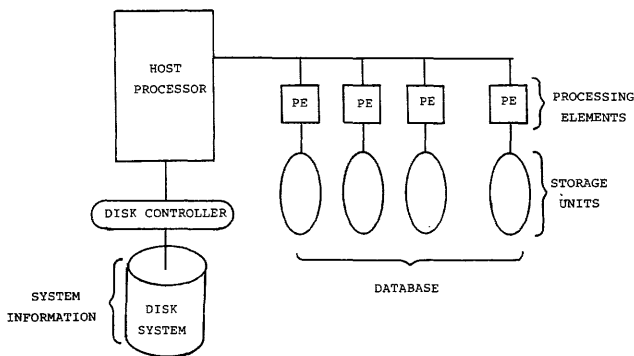 HOST
PROCESSOR
PE
PE
PE
PE
PROCESSING
ELEMENTS
STORAGE
UNITS
DISK CONTROLLER
DATABASE
SYSTEM
INFORMATION
DISK
SYSTEM